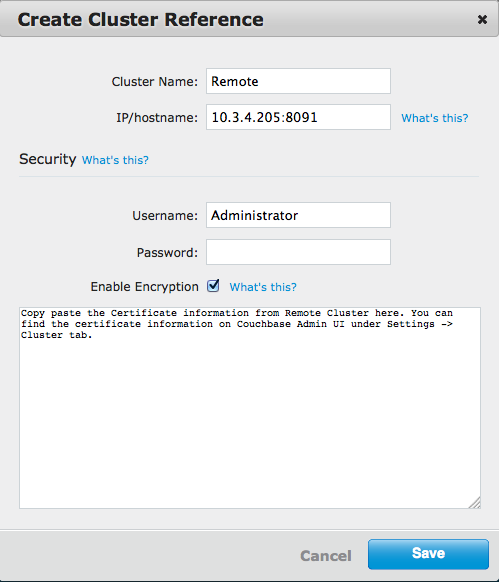 Create Cluster Reference ×
Cluster Name: Remote
IP/hostname: 10.3.4.205:8091 What's this?
Security What's this?
Username: Administrator
Password:
Enable Encryption What's this?
Copy paste the Certificate information from Remote Cluster here. You can
find the certificate information on Couchbase Admin UI under Settings ->
Cluster tab.
Cancel Save